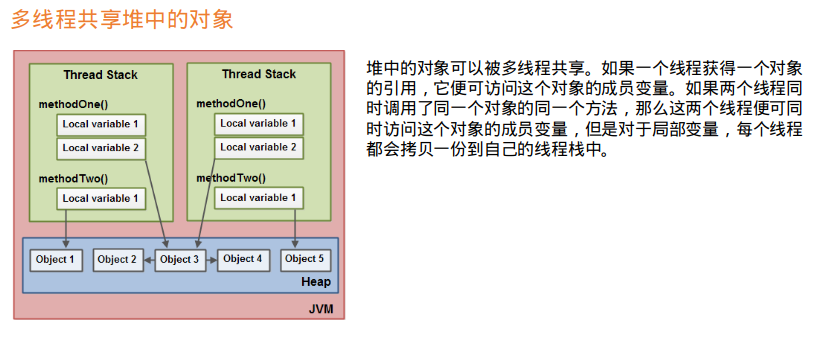 多线程共享堆中的对象
Thread Stack
methodOne()
Local variable 1
Local variable 2
methodTwo()
Local variable 1
Thread Stack
methodOne()
Local variable 1
Local variable 2
methodTwo()
Local variable 1
Object 1
Object 2
Object 3
Object 4
Object 5
Heap
JVM
堆中的对象可以被多线程共享。如果一个线程获得一个对象
的引用，它便可访问这个对象的成员变量。如果两个线程同
时调用了同一个对象的同一个方法，那么这两个线程便可同
时访问这个对象的成员变量，但是对于局部变量，每个线程
都会拷贝一份到自己的线程栈中。